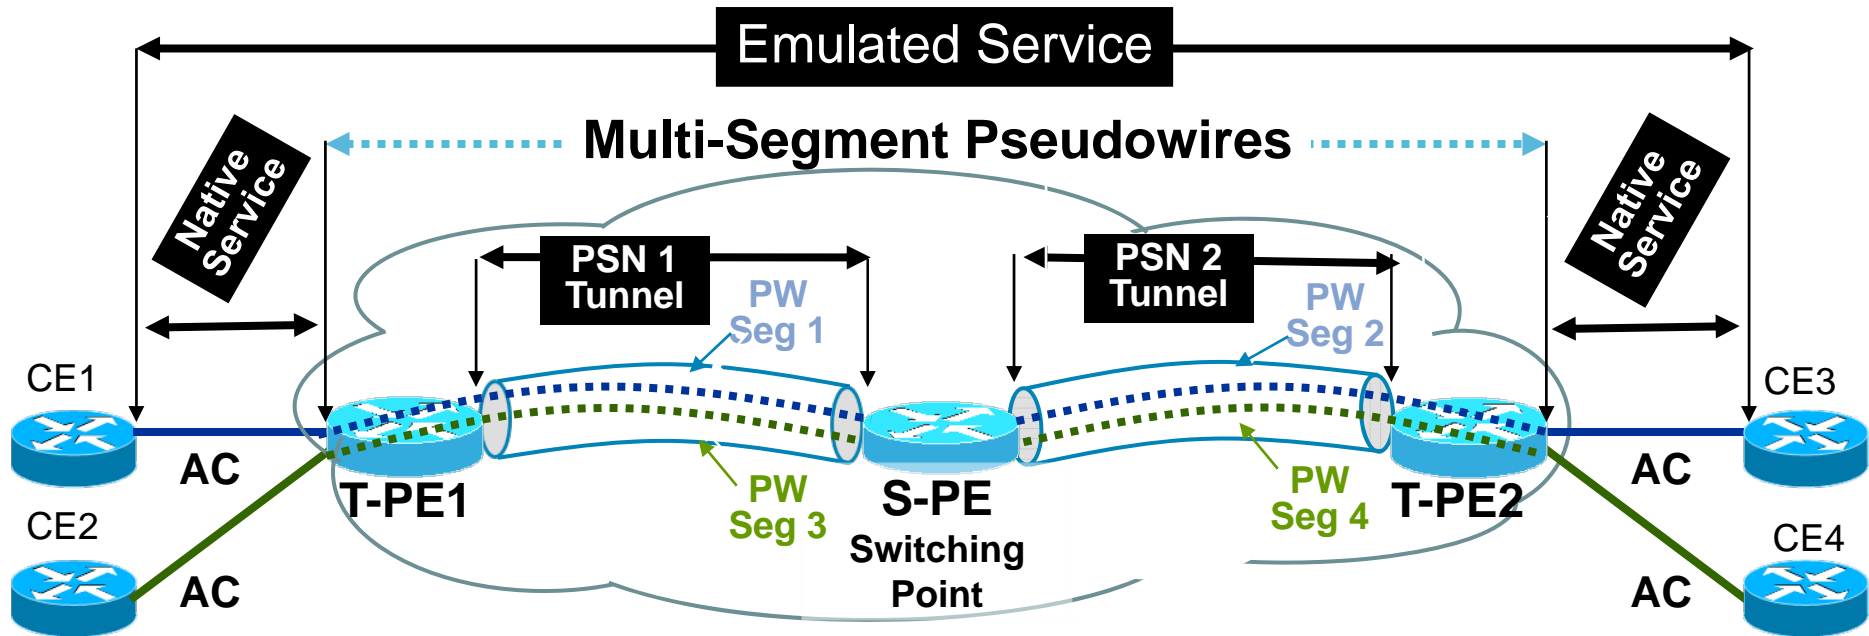 Emulated Service
Multi-Segment Pseudowires
Native
Service
Native
Service
PSN 1
Tunnel
PSN 2
Tunnel
PW
Seg 1
PW
Seg 2
CE1
CE3
AC
AC
T-PE1
S-PE
T-PE2
PW
Seg 3
PW
Seg 4
Switching
Point
CE2
CE4
AC
AC